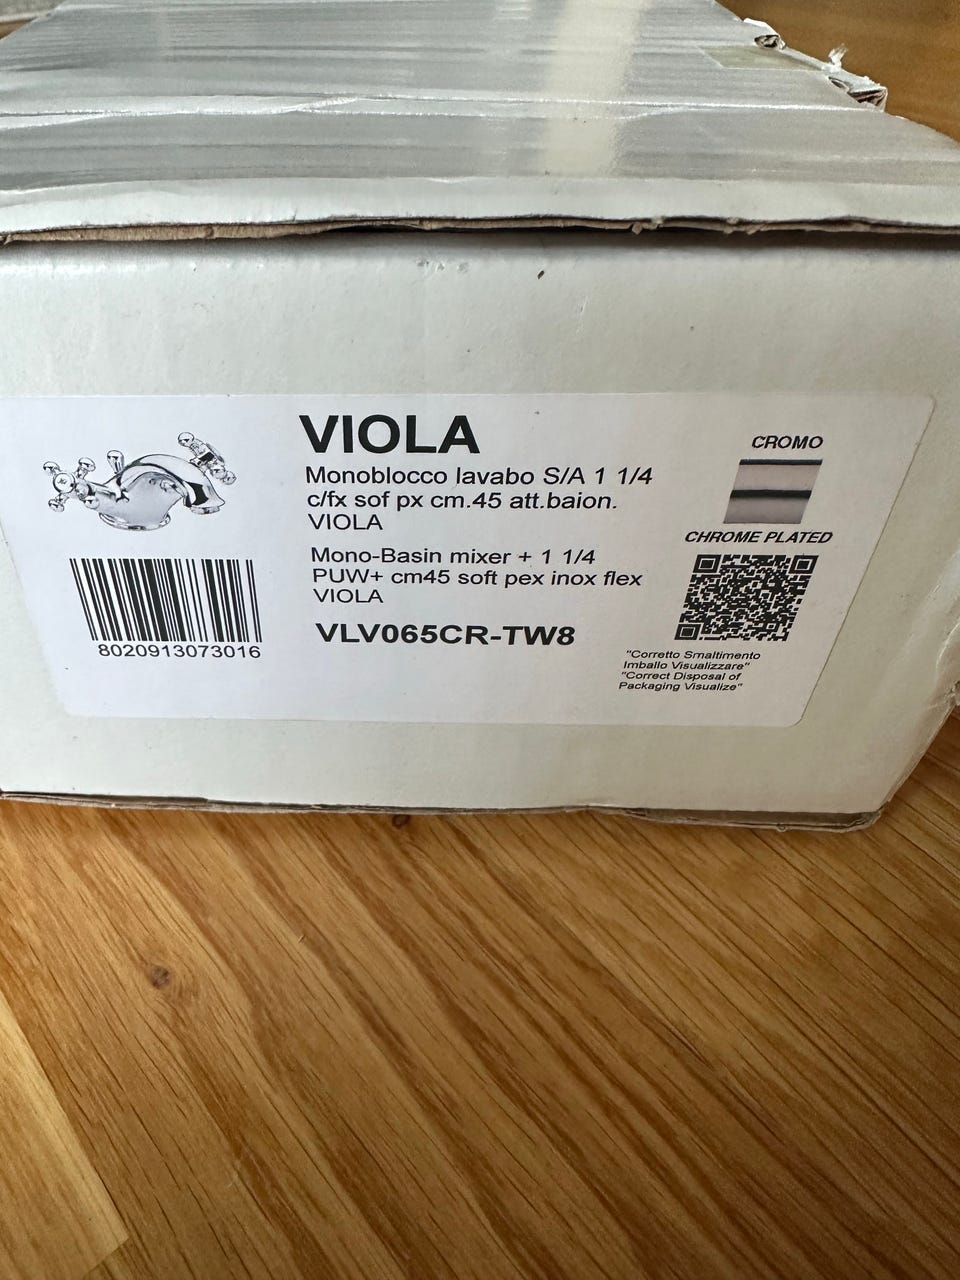 VIOLA
Monoblocco lavabo S/A 1 1/4
c/fx sof px cm.45 att.baion.
VIOLA
Mono-Basin mixer + 1 1/4
PUW+ cm45 soft pex inox flex
VIOLA
VLV065CR-TW8
8020913073016
CROMO
CHROME PLATED
"Corretto Smaltimento
Imballo Visualizzare"
"Correct Disposal of
Packaging Visualize"